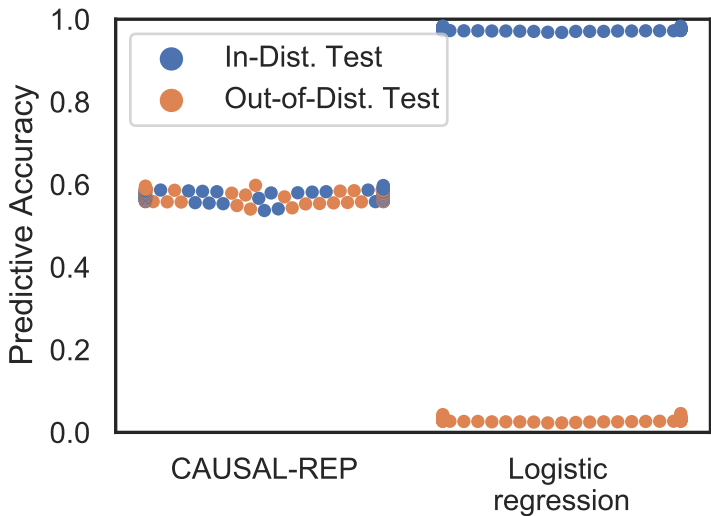 Predictive Accuracy
1.0
0.8
0.6
0.4
0.2
0.0
In-Dist. Test
Out-of-Dist. Test
CAUSAL-REP
Logistic
regression